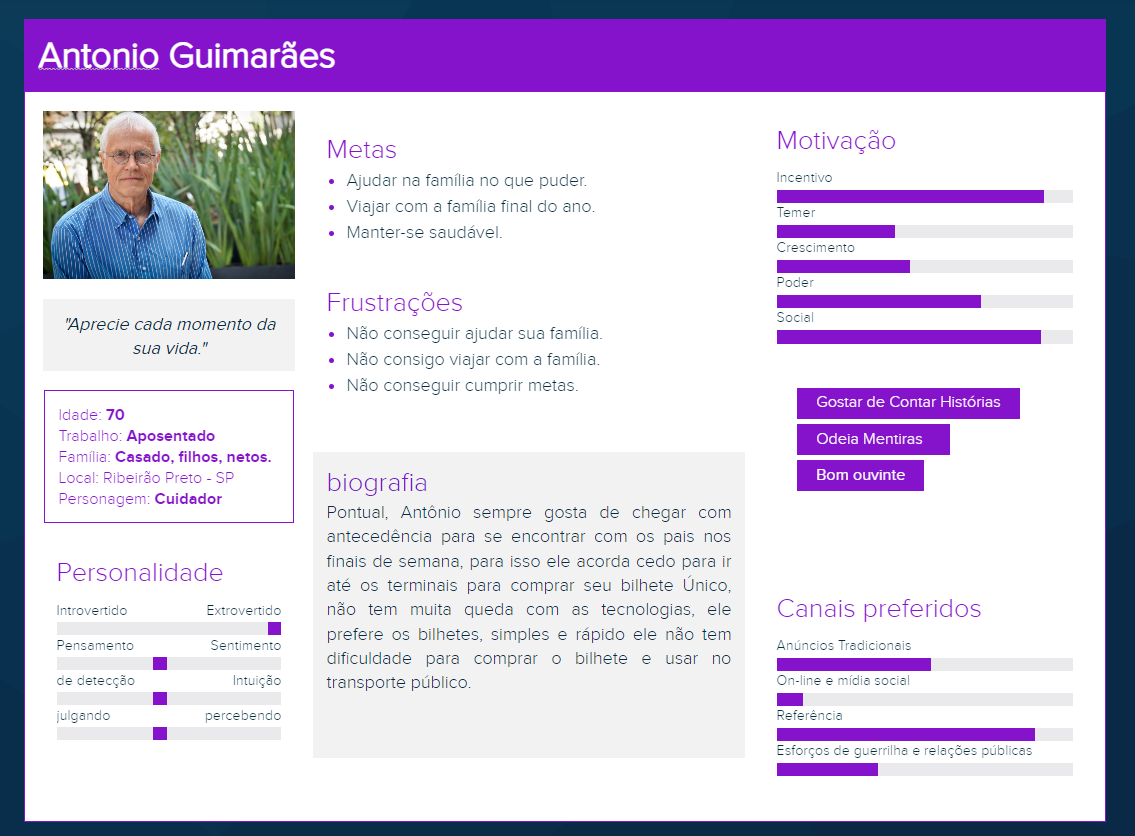 Antonio Guimarães
"Aprecie cada momento da
sua vida."
Idade: 70
Trabalho: Aposentado
Família: Casado, filhos, netos.
Local: Ribeirão Preto - SP
Personagem: Cuidador
Personalidade
Introvertido Extrovertido
Pensamento Sentimento
de detecção Intuição
julgando percebendo
Metas
Ajudar na família no que puder.
Viajar com a família final do ano.
Manter-se saudável.
Frustrações
Não conseguir ajudar sua família.
Não consigo viajar com a família.
Não conseguir cumprir metas.
biografia
Pontual, Antônio sempre gosta de chegar com
antecedência para se encontrar com os pais nos
finais de semana, para isso ele acorda cedo para ir
até os terminais para comprar seu bilhete Único,
não tem muita queda com as tecnologias, ele
prefere os bilhetes, simples e rápido ele não tem
dificuldade para comprar o bilhete e usar no
transporte público.
Motivação
Incentivo
Temer
Crescimento
Poder
Social
Gostar de Contar Histórias
Odeia Mentiras
Bom ouvinte
Canais preferidos
Anúncios Tradicionais
On-line e mídia social
Referência
Esforços de guerrilha e relações públicas